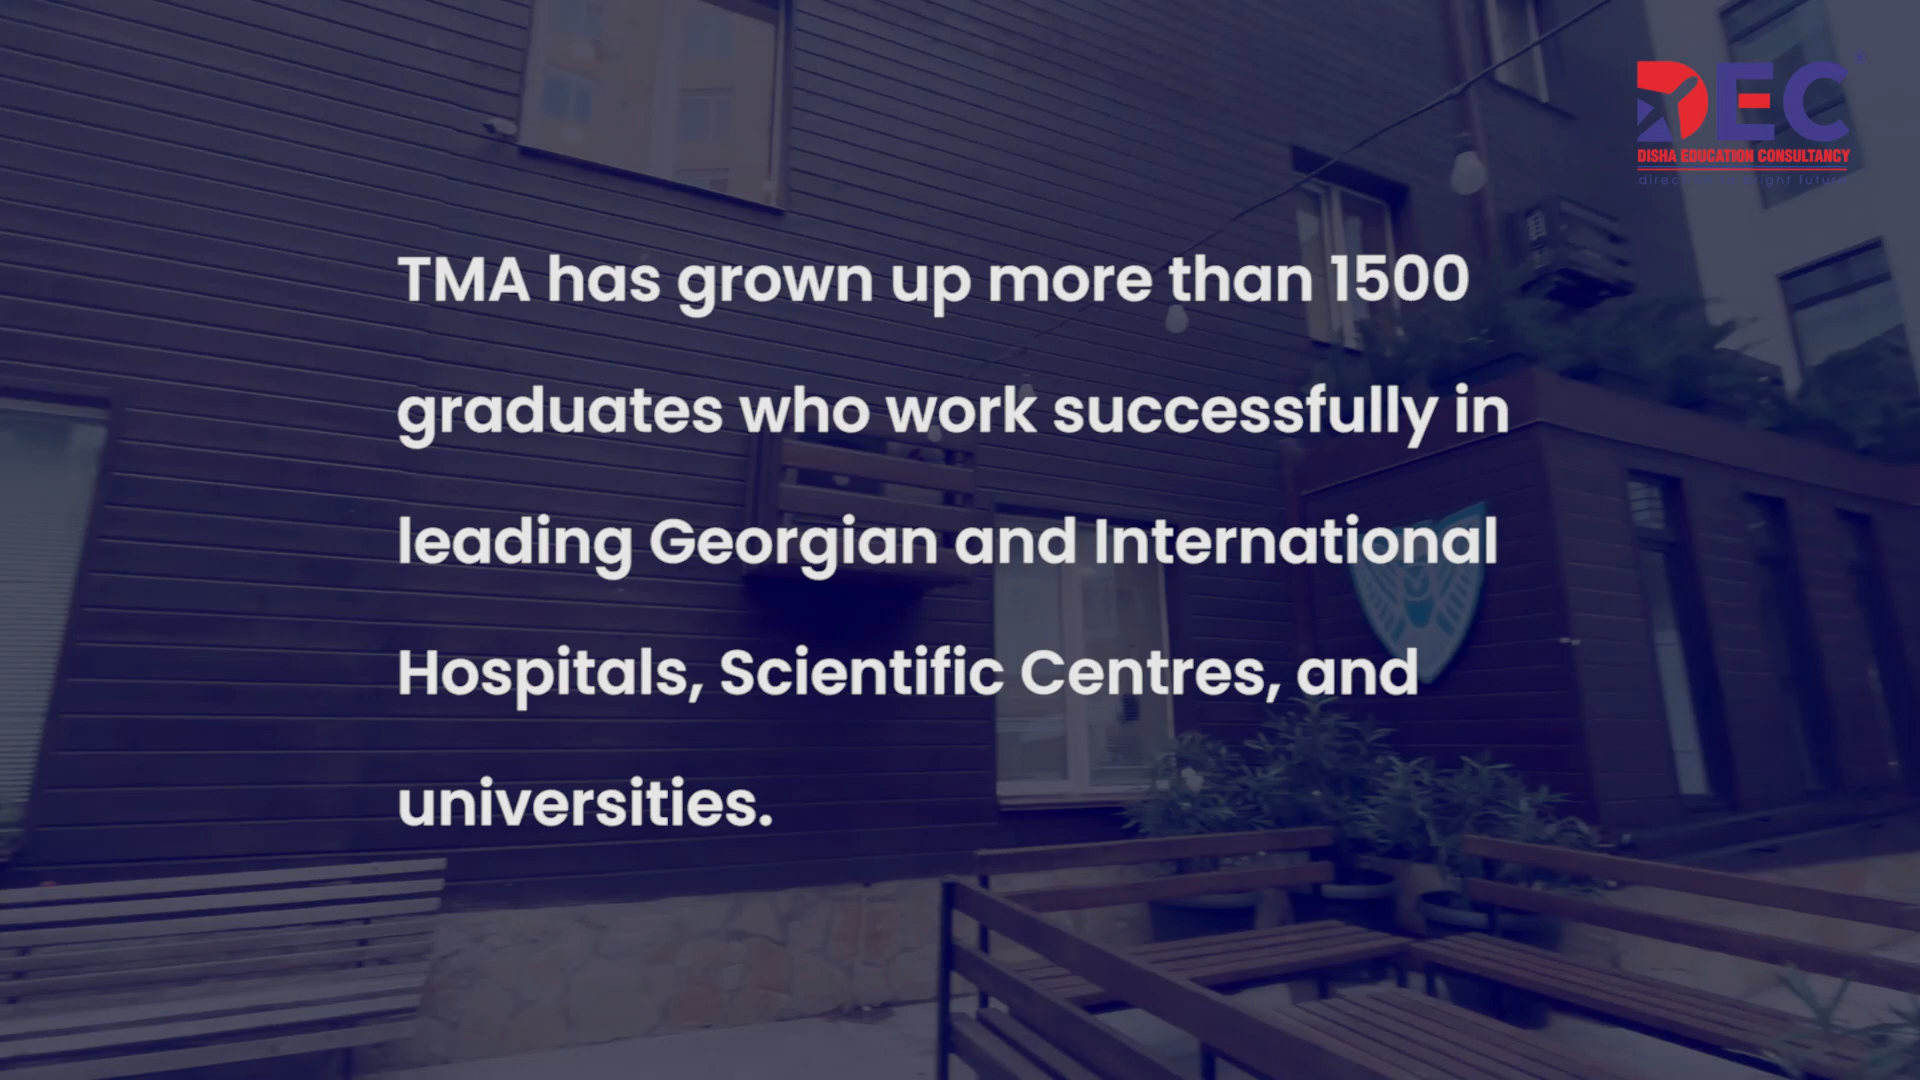 DEC
DISHA EDUCATION CONSULTANCY
TMA has grown up more than 1500
graduates who work successfully in
leading Georgian and International
Hospitals, Scientific Centres, and
universities.